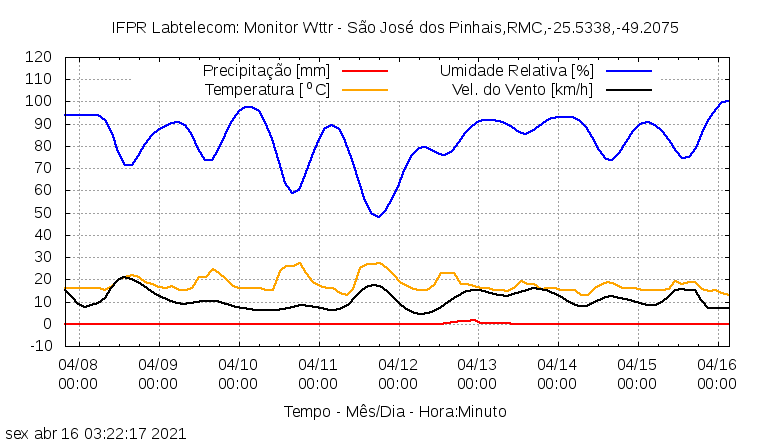 IFPR Labtelecom: Monitor Wttr - São José dos Pinhais,RMC,-25.5338,-49.2075
Precipitação [mm]
Temperatura [⁰C]
Umidade Relativa [%]
Vel. do Vento [km/h]
120
110
100
90
80
70
60
50
40
30
20
10
0
-10
04/08 04/09 04/10 04/11 04/12 04/13 04/14 04/15 04/16
00:00 00:00 00:00 00:00 00:00 00:00 00:00 00:00 00:00
Tempo - Mês/Dia - Hora:Minuto
sex abr 16 03:22:17 2021